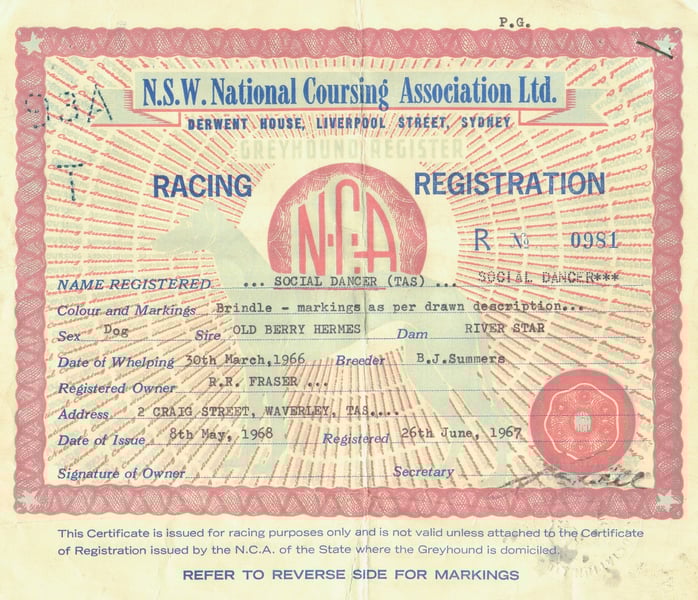 P.G.
N.S.W. National Coursing Association Ltd.
DERWENT HOUSE, LIVERPOOL STREET, SYDNEY
GREYHOUND REGISTER
RACING REGISTRATION
N·C·A
R No 0981
NAME REGISTERED ... SOCIAL DANCER (TAS) ... SOCIAL DANCER***
Colour and Markings Brindle - markings as per drawn description...
Sex Dog Sire OLD BERRY HERMES Dam RIVER STAR
Date of Whelping 30th March,1966 Breeder B.J.Summers
Registered Owner R.R. FRASER ...
Address 2 CRAIG STREET, WAVERLEY, TAS....
Date of Issue 8th May, 1968 Registered 26th June, 1967
Signature of Owner Secretary
This Certificate is issued for racing purposes only and is not valid unless attached to the Certificate
of Registration issued by the N.C.A. of the State where the Greyhound is domiciled.
REFER TO REVERSE SIDE FOR MARKINGS